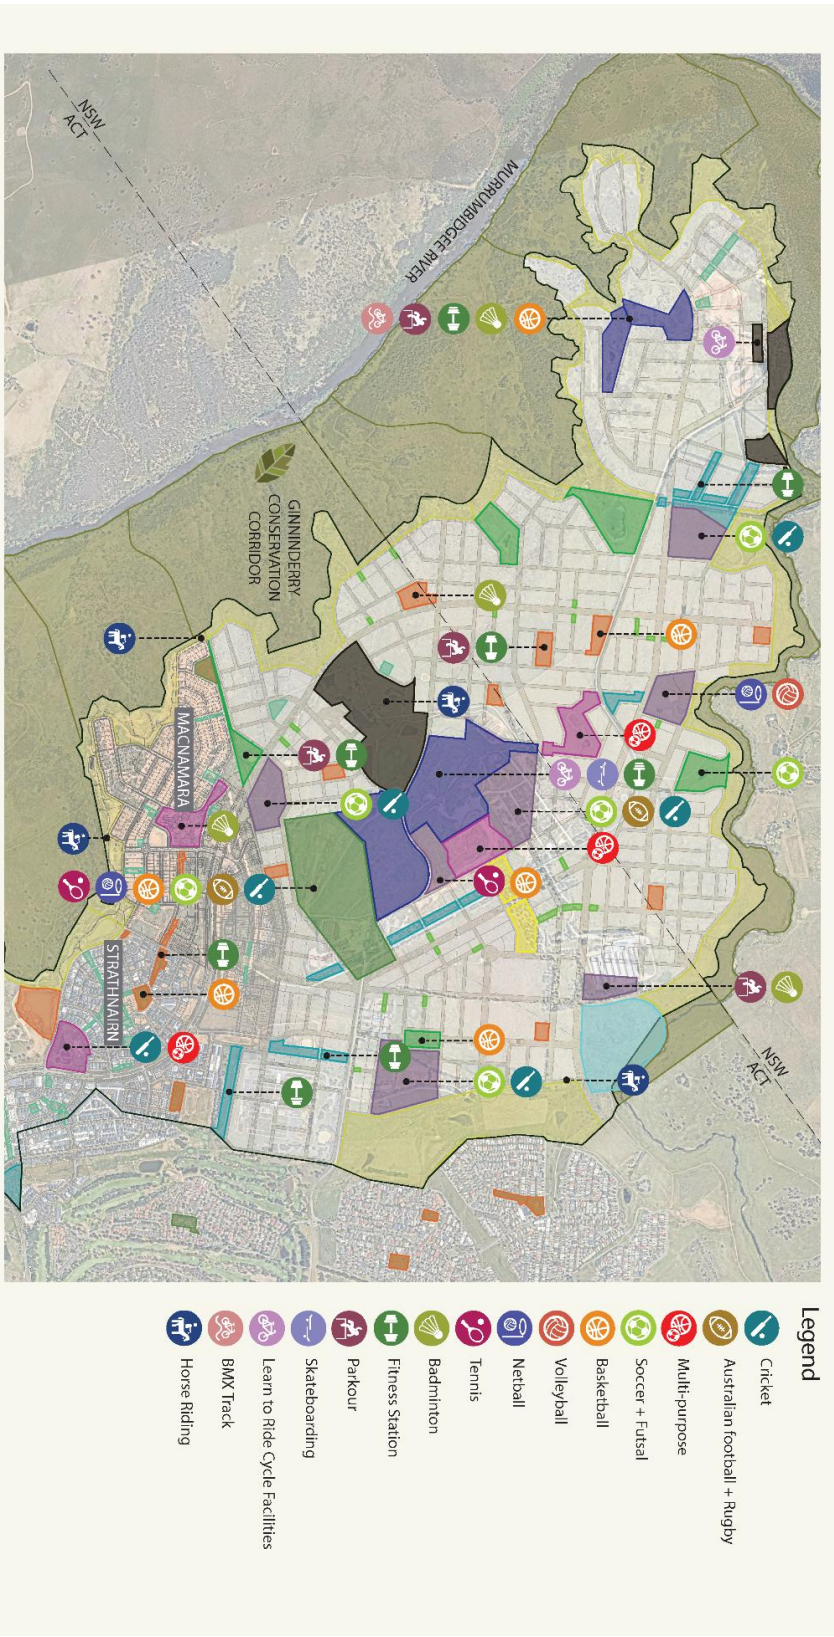 NSW
ACT
MURRUMBIDGEE RIVER
GINNINDERRY
CONSERVATION
CORRIDOR
MACNAMARA
STRATHNAIRN
NSW
ACT
Legend
Cricket
Australian football + Rugby
Multi-purpose
Soccer + Futsal
Basketball
Volleyball
Netball
Tennis
Badminton
Fitness Station
Parkour
Skateboarding
Learn to Ride Cycle Facilities
BMX Track
Horse Riding